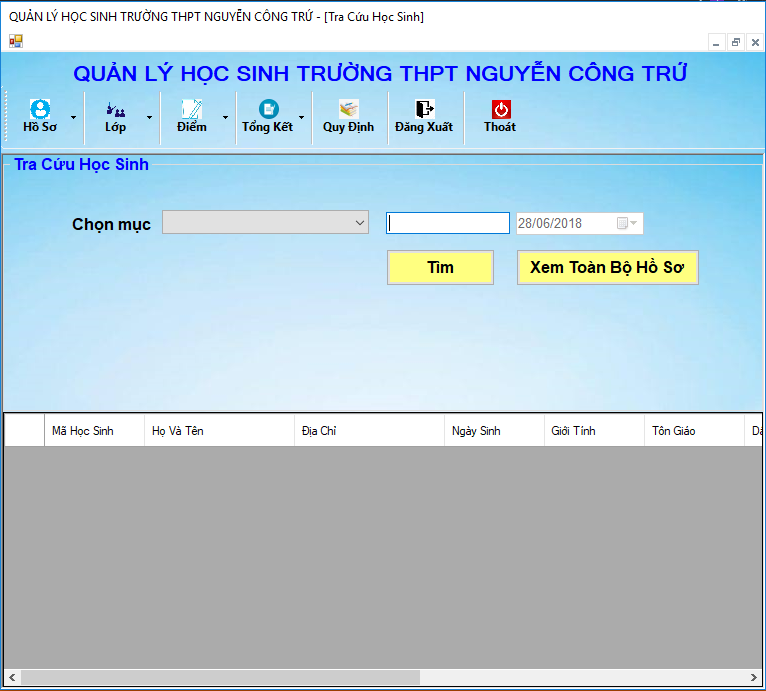 QUẢN LÝ HỌC SINH TRƯỜNG THPT NGUYỄN CÔNG TRỨ - [Tra Cứu Học Sinh]
QUẢN LÝ HỌC SINH TRƯỜNG THPT NGUYỄN CÔNG TRỨ
Hồ Sơ Lớp Điểm Tổng Kết Quy Định Đăng Xuất Thoát
Tra Cứu Học Sinh
Chọn mục 28/06/2018
Tìm Xem Toàn Bộ Hồ Sơ
Mã Học Sinh Họ Và Tên Địa Chỉ Ngày Sinh Giới Tính Tôn Giáo